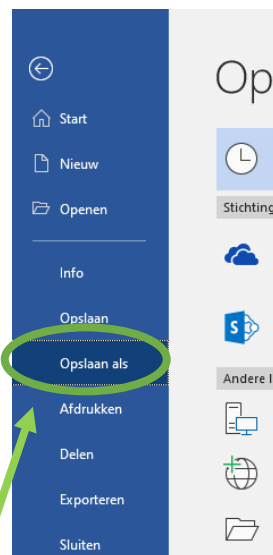 Op
Start
Nieuw
Openen
Stichting
Info
Opslaan
Opslaan als
Andere l
Afdrukken
Delen
Exporteren
Sluiten